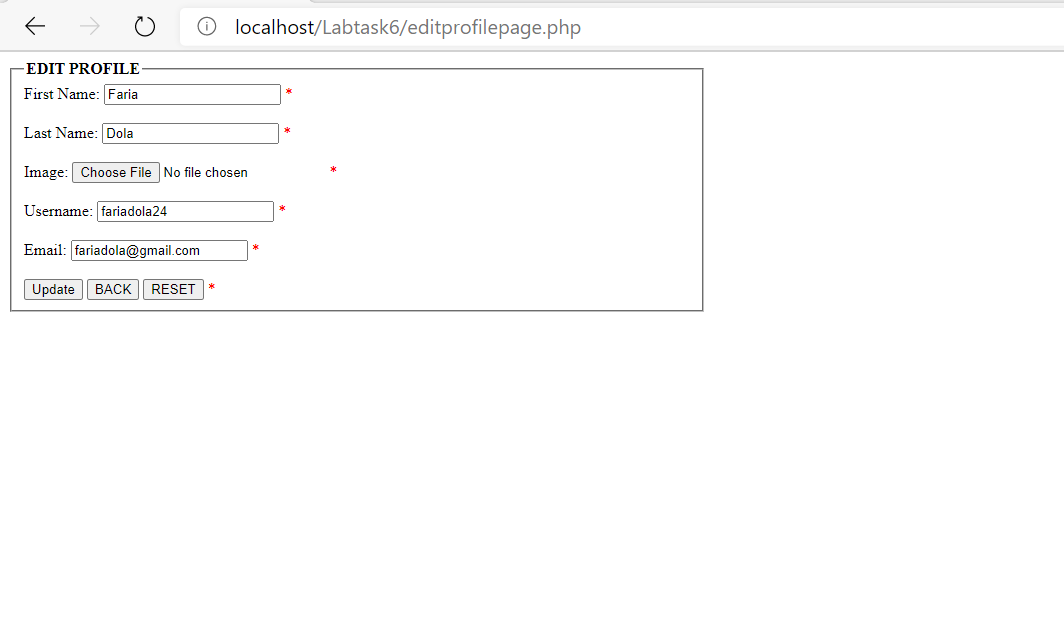 localhost/Labtask6/editprofilepage.php
EDIT PROFILE
First Name: Faria *
Last Name: Dola *
Image: Choose File No file chosen *
Username: fariadola24 *
Email: fariadola@gmail.com *
Update BACK RESET *